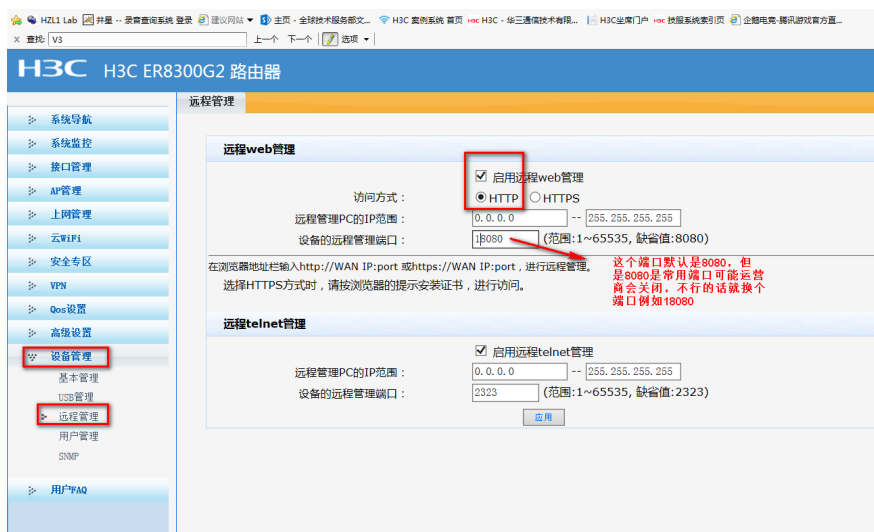 HZL1 Lab 井星 -- 录音查询系统 登录 建议网站 ▼ 主页 - 全球技术服务部文... H3C 案例系统 首页 H3C H3C - 华三通信技术有限... H3C坐席门户 H3C 技服系统索引页 企鹅电竞-腾讯游戏官方直...
x 查找: V3 上一个 下一个 选项 ▼
H3C H3C ER8300G2 路由器
远程管理
系统导航
系统监控
接口管理
AP管理
上网管理
云WiFi
安全专区
VPN
Qos设置
高级设置
设备管理
基本管理
USB管理
远程管理
用户管理
SNMP
用户FAQ
远程web管理
启用远程web管理
访问方式： HTTP HTTPS
远程管理PC的IP范围： 0.0.0.0 -- 255.255.255.255
设备的远程管理端口： 18080 (范围:1~65535, 缺省值:8080)
在浏览器地址栏输入http://WAN IP:port 或https://WAN IP:port，进行远程管理。
选择HTTPS方式时，请按浏览器的提示安装证书，进行访问。
这个端口默认是8080，但
是8080是常用端口可能运营
商会关闭，不行的话就换个
端口例如18080
远程telnet管理
启用远程telnet管理
远程管理PC的IP范围： 0.0.0.0 -- 255.255.255.255
设备的远程管理端口： 2323 (范围:1~65535, 缺省值:2323)
应用